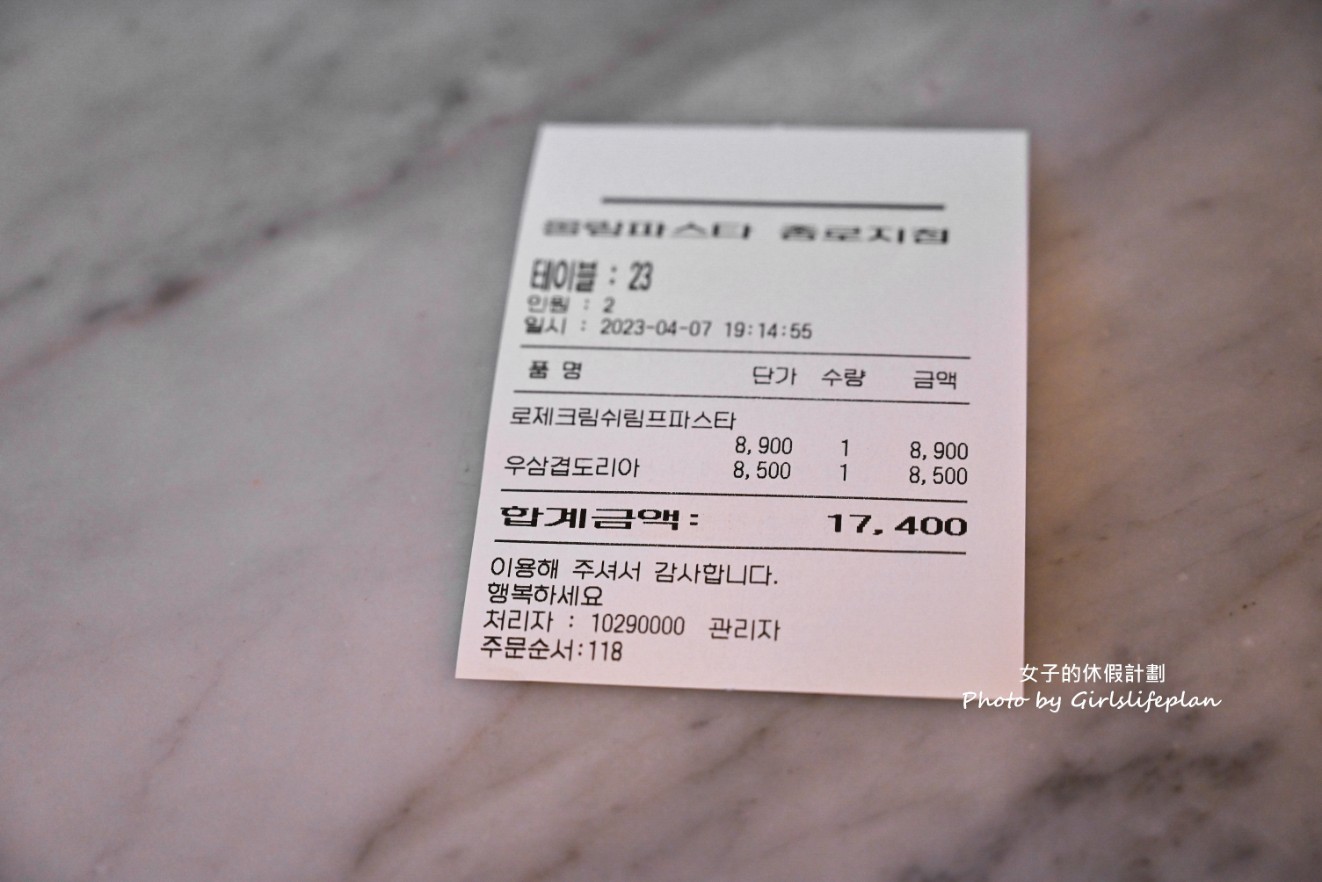 롤링파스타 종로지점
테이블 : 23
인원 : 2
일시 : 2023-04-07 19:14:55
품 명 단가 수량 금액
로제크림쉬림프파스타
8,900 1 8,900
우삼겹도리아 8,500 1 8,500
합계금액: 17,400
이용해 주셔서 감사합니다.
행복하세요
처리자 : 10290000 관리자
주문순서:118
女子的休假計劃
Photo by Girlslifeplan